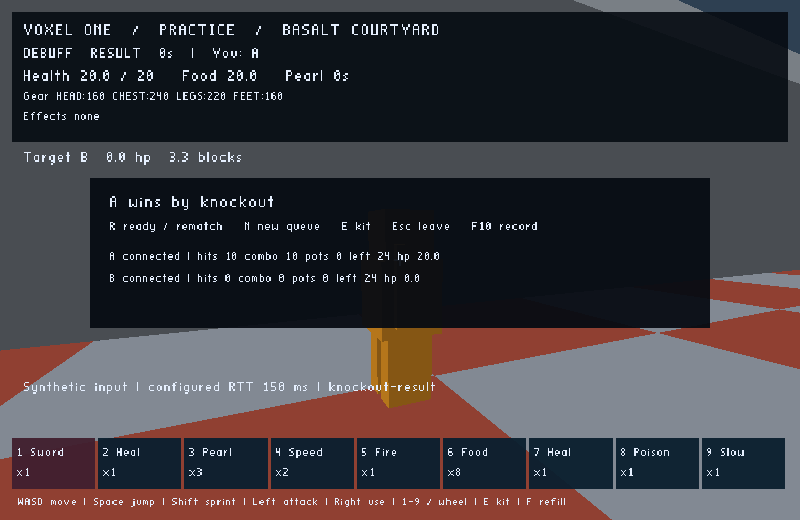 VOXEL ONE / PRACTICE / BASALT COURTYARD
DEBUFF RESULT 0s | You: A
Health 20.0 / 20 Food 20.0 Pearl 0s
Gear HEAD:160 CHEST:240 LEGS:220 FEET:160
Effects none
Target B 0.0 hp 3.3 blocks
A wins by knockout
R ready / rematch N new queue E kit Esc leave F10 record
A connected | hits 10 combo 10 pots 0 left 24 hp 20.0
B connected | hits 0 combo 0 pots 0 left 24 hp 0.0
Synthetic input | configured RTT 150 ms | knockout-result
1 Sword 2 Heal 3 Pearl 4 Speed 5 Fire 6 Food 7 Heal 8 Poison 9 Slow
x1 x1 x3 x2 x1 x8 x1 x1 x1
WASD move | Space jump | Shift sprint | Left attack | Right use | 1-9 / wheel | E kit | F refill